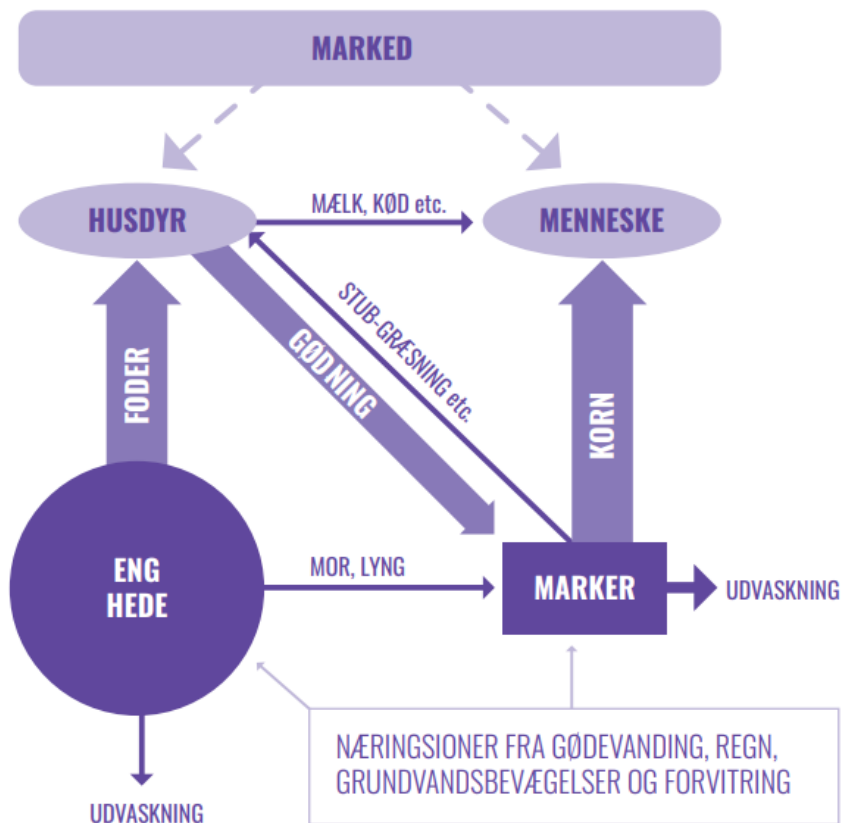 MARKED
HUSDYR
MÆLK, KØD etc.
MENNESKE
FODER
GØDNING
STUB-GRÆSNING etc.
KORN
ENG
HEDE
MOR, LYNG
MARKER
UDVASKNING
NÆRINGSIONER FRA GØDEVANDING, REGN,
GRUNDVANDSBEVÆGELSER OG FORVITRING
UDVASKNING